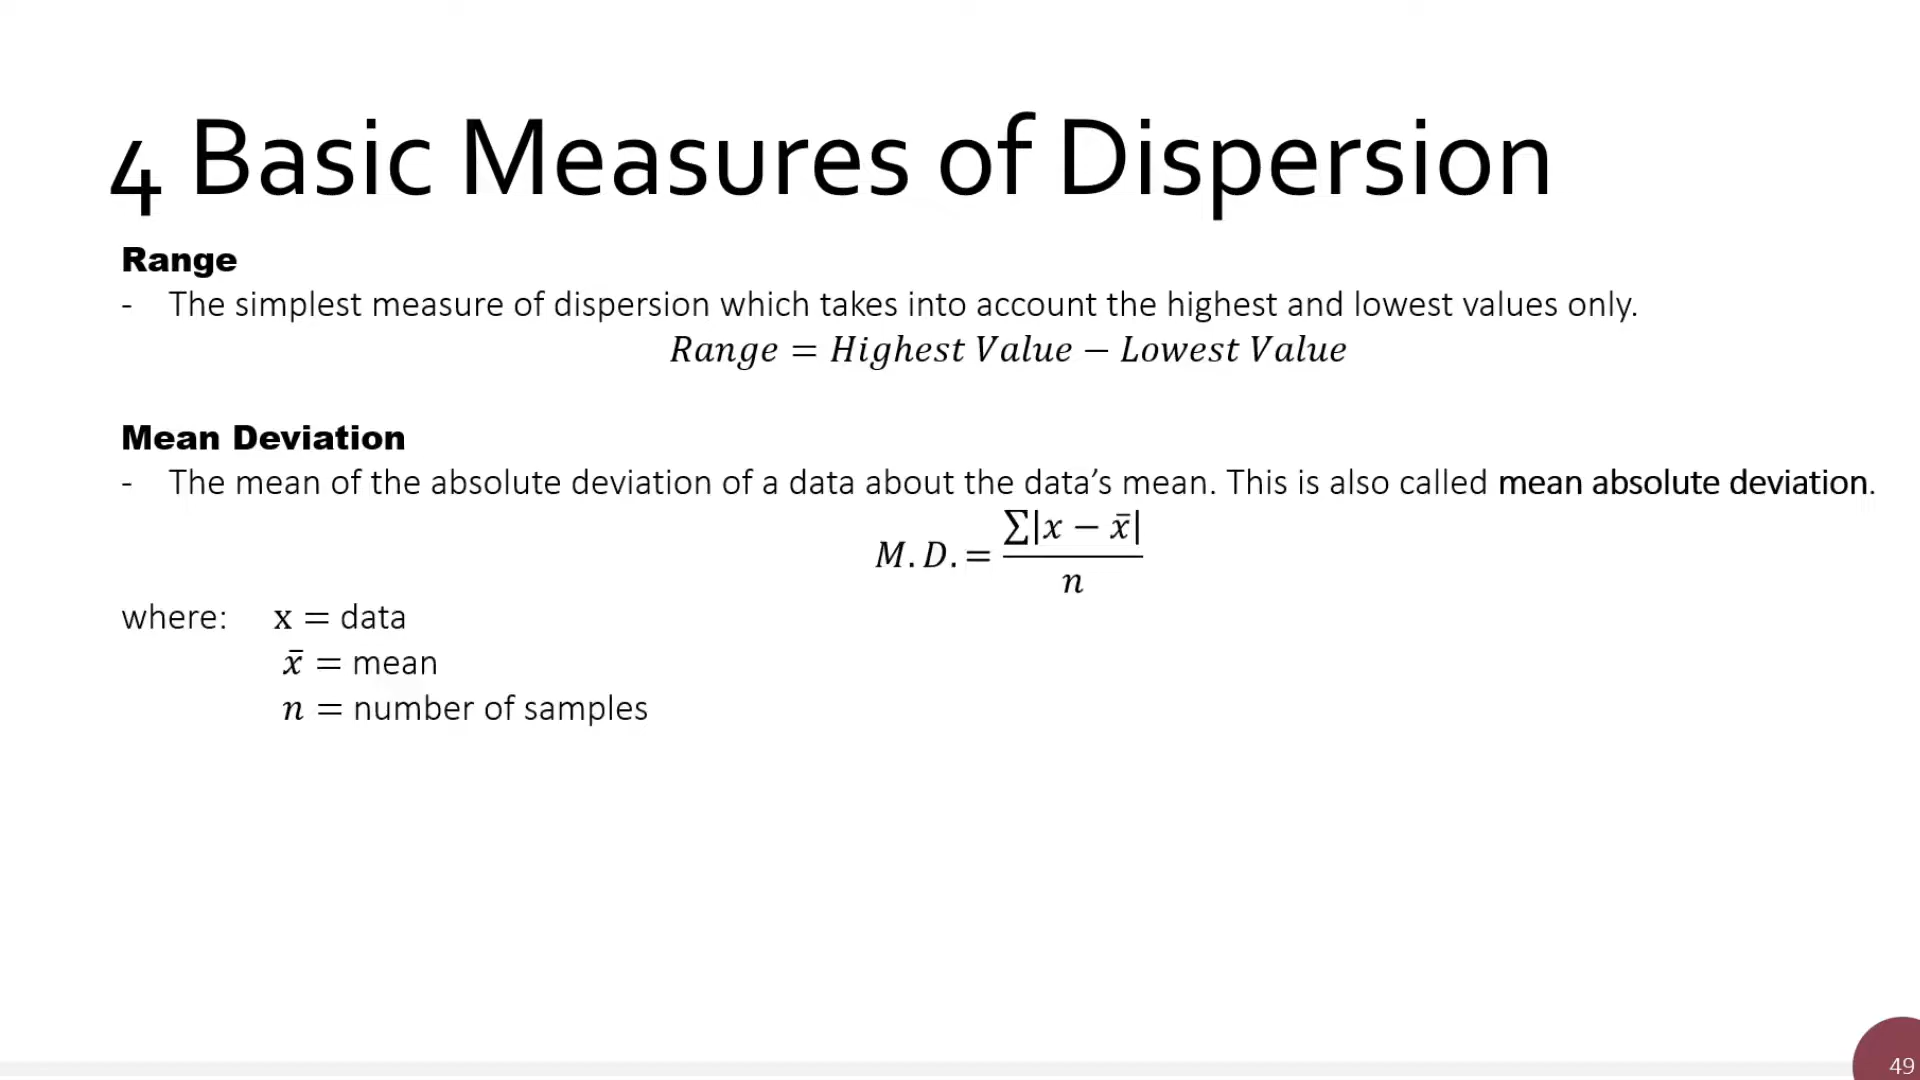 4 Basic Measures of Dispersion
Range
- The simplest measure of dispersion which takes into account the highest and lowest values only.
Range = Highest Value − Lowest Value
Mean Deviation
- The mean of the absolute deviation of a data about the data’s mean. This is also called mean absolute deviation.
M. D. = ∑|x − x̄| / n
where: x = data
x̄ = mean
n = number of samples
49